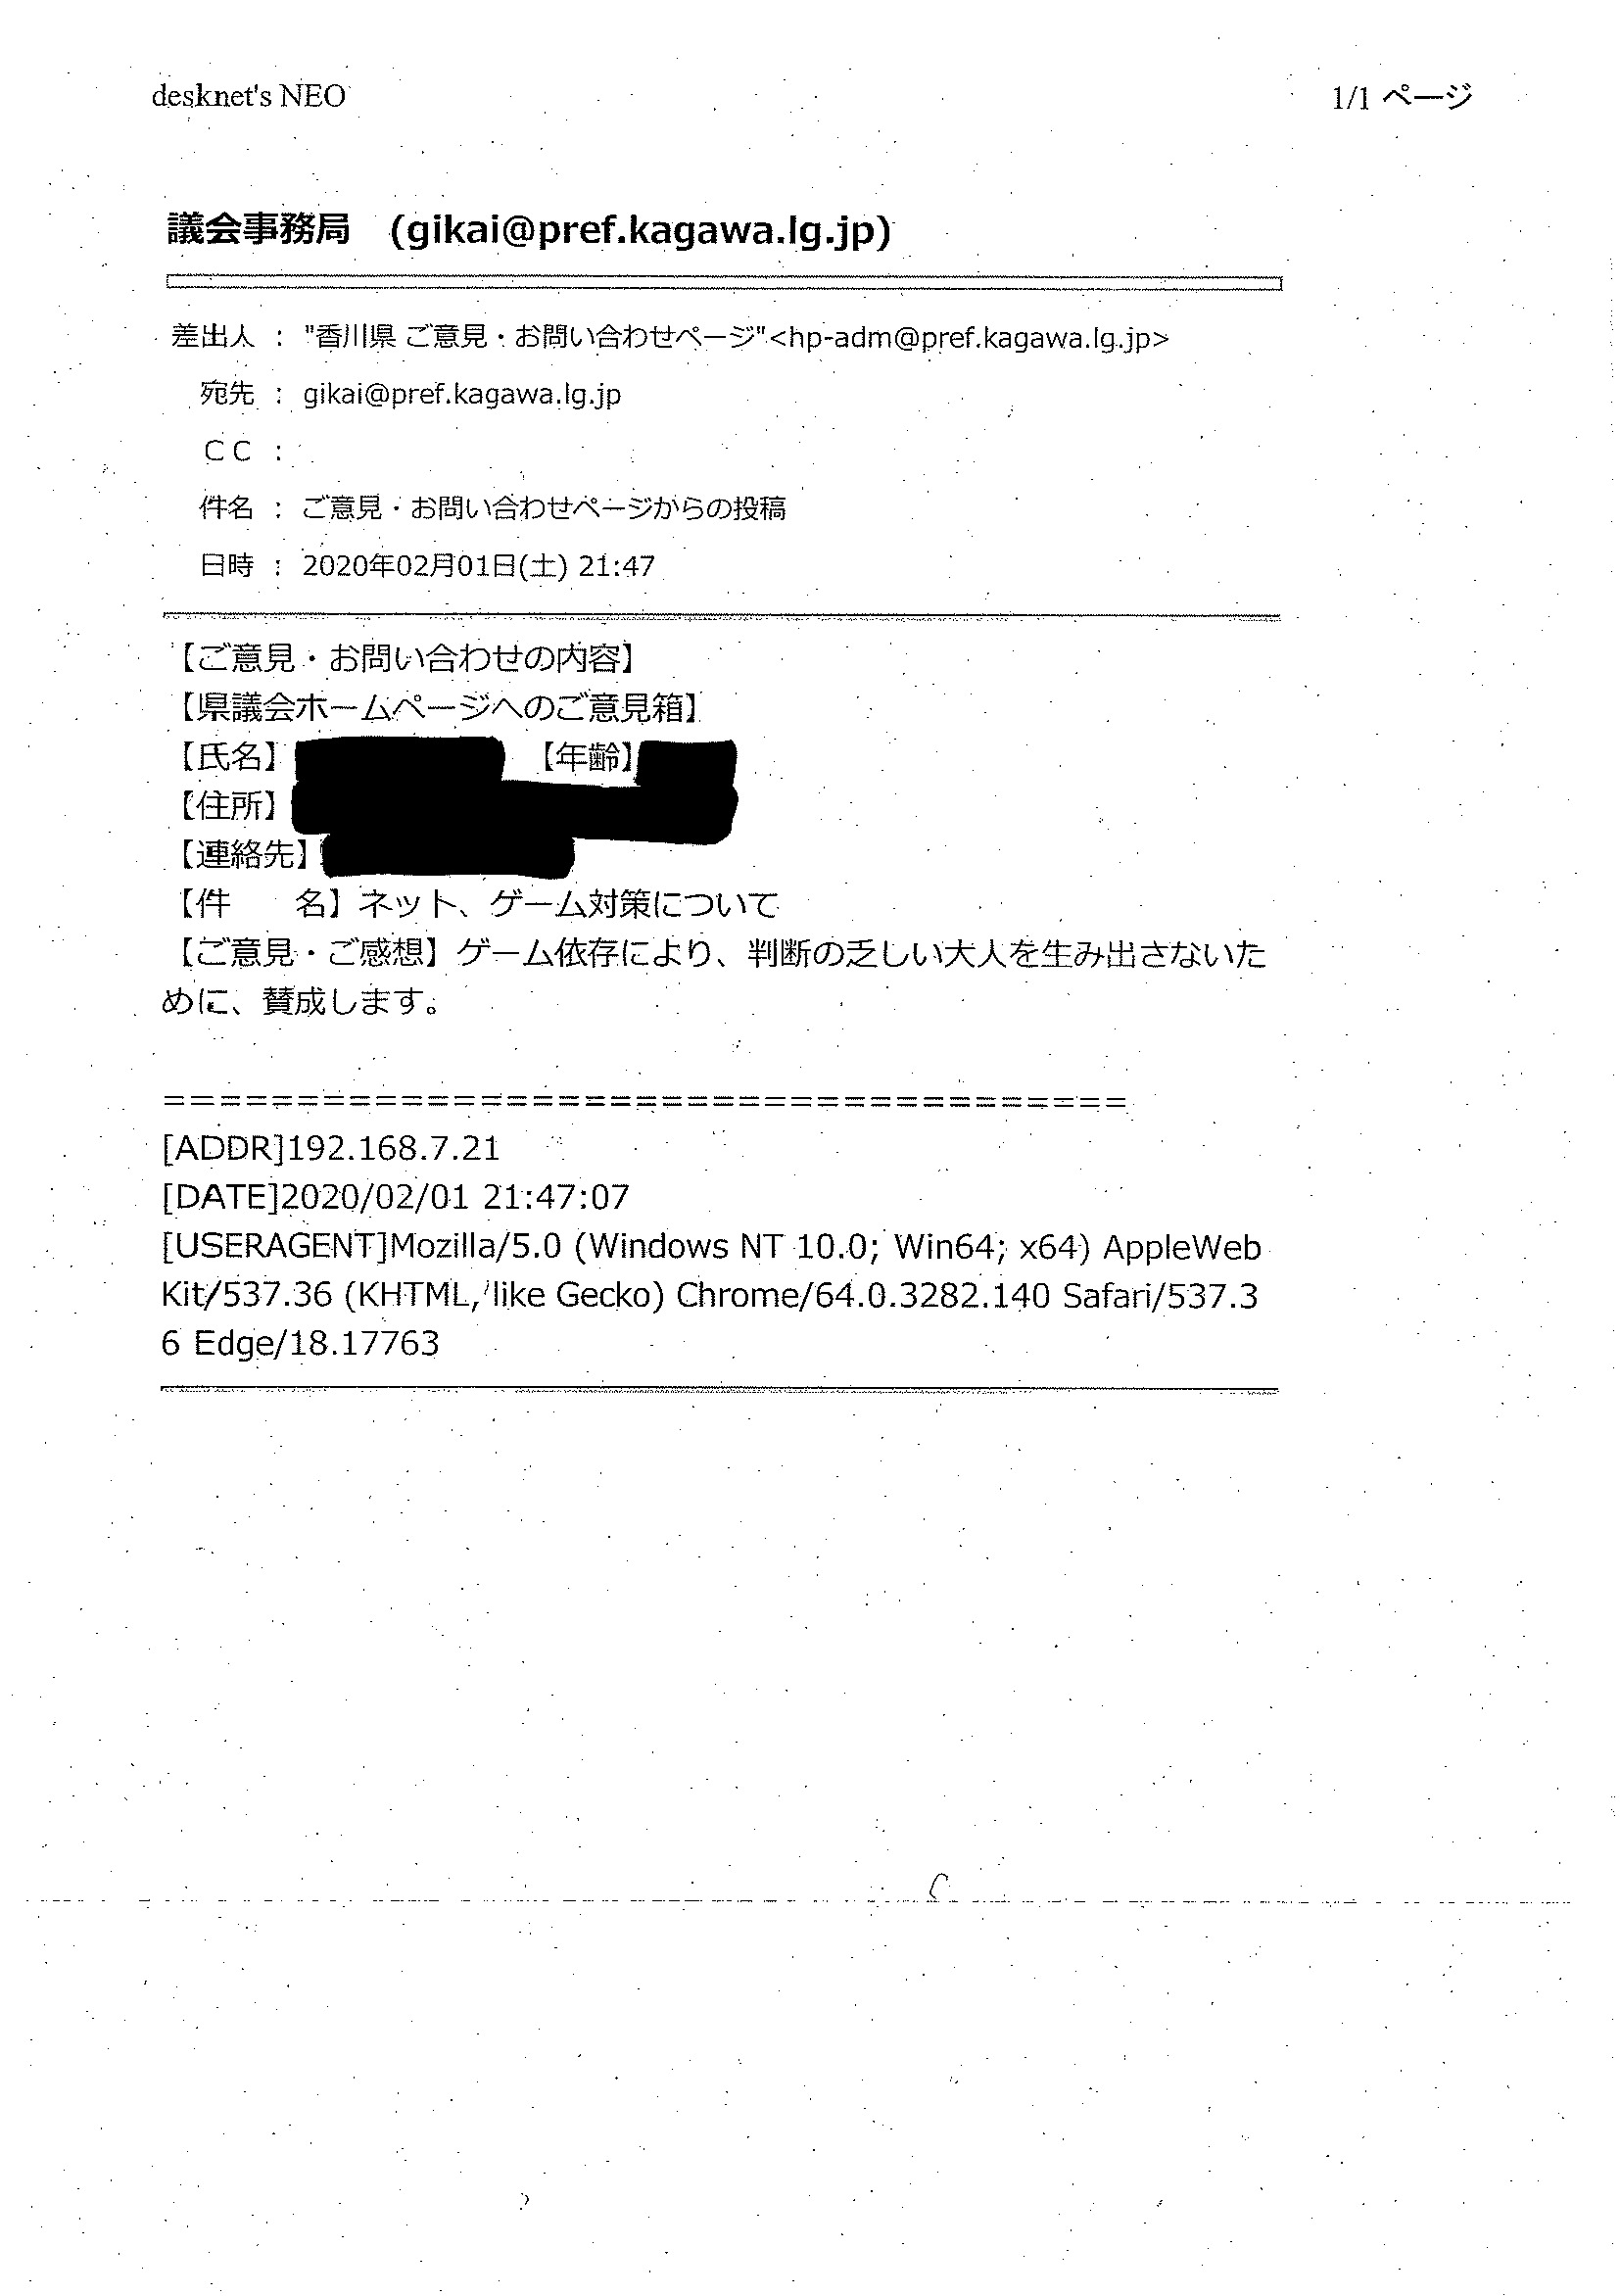 desknet's NEO
1/1 ページ
議会事務局　(gikai@pref.kagawa.lg.jp)
差出人 : "香川県 ご意見・お問い合わせページ"<hp-adm@pref.kagawa.lg.jp>
宛先 : gikai@pref.kagawa.lg.jp
ＣＣ :
件名 : ご意見・お問い合わせページからの投稿
日時 : 2020年02月01日(土) 21:47
【ご意見・お問い合わせの内容】
【県議会ホームページへのご意見箱】
【氏名】 【年齢】
【住所】
【連絡先】
【件　　名】ネット、ゲーム対策について
【ご意見・ご感想】ゲーム依存により、判断の乏しい大人を生み出さないた
めに、賛成します。
=====================================
[ADDR]192.168.7.21
[DATE]2020/02/01 21:47:07
[USERAGENT]Mozilla/5.0 (Windows NT 10.0; Win64; x64) AppleWeb
Kit/537.36 (KHTML, like Gecko) Chrome/64.0.3282.140 Safari/537.3
6 Edge/18.17763